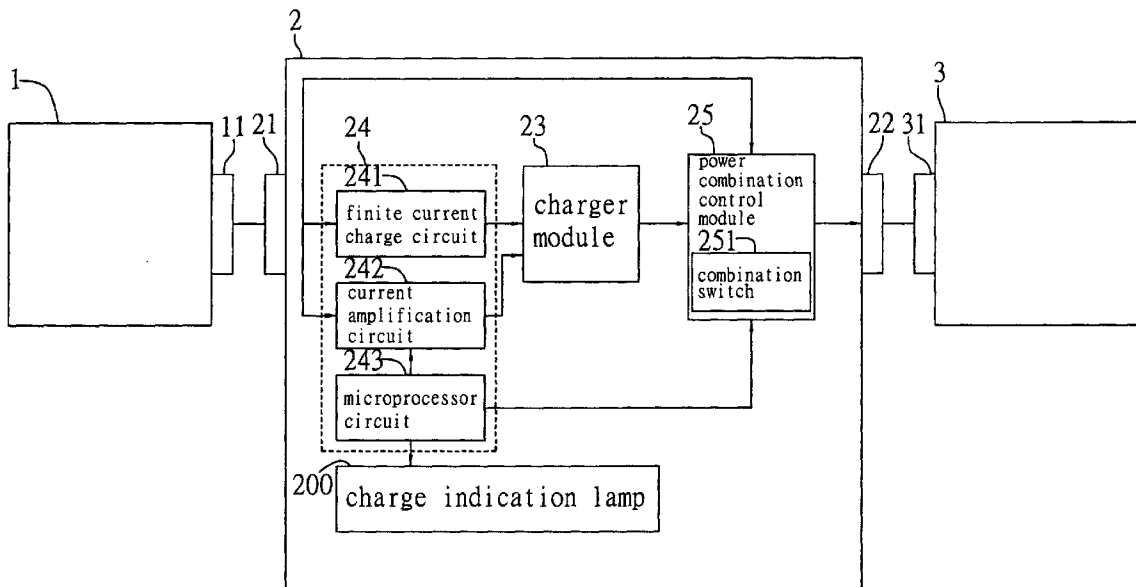 2
1
11
21
24
241
finite current
charge circuit
242
current
amplification
circuit
243
microprocessor
circuit
200
charge indication lamp
23
charger
module
25
power
combination
control
module
251
combination
switch
22
31
3